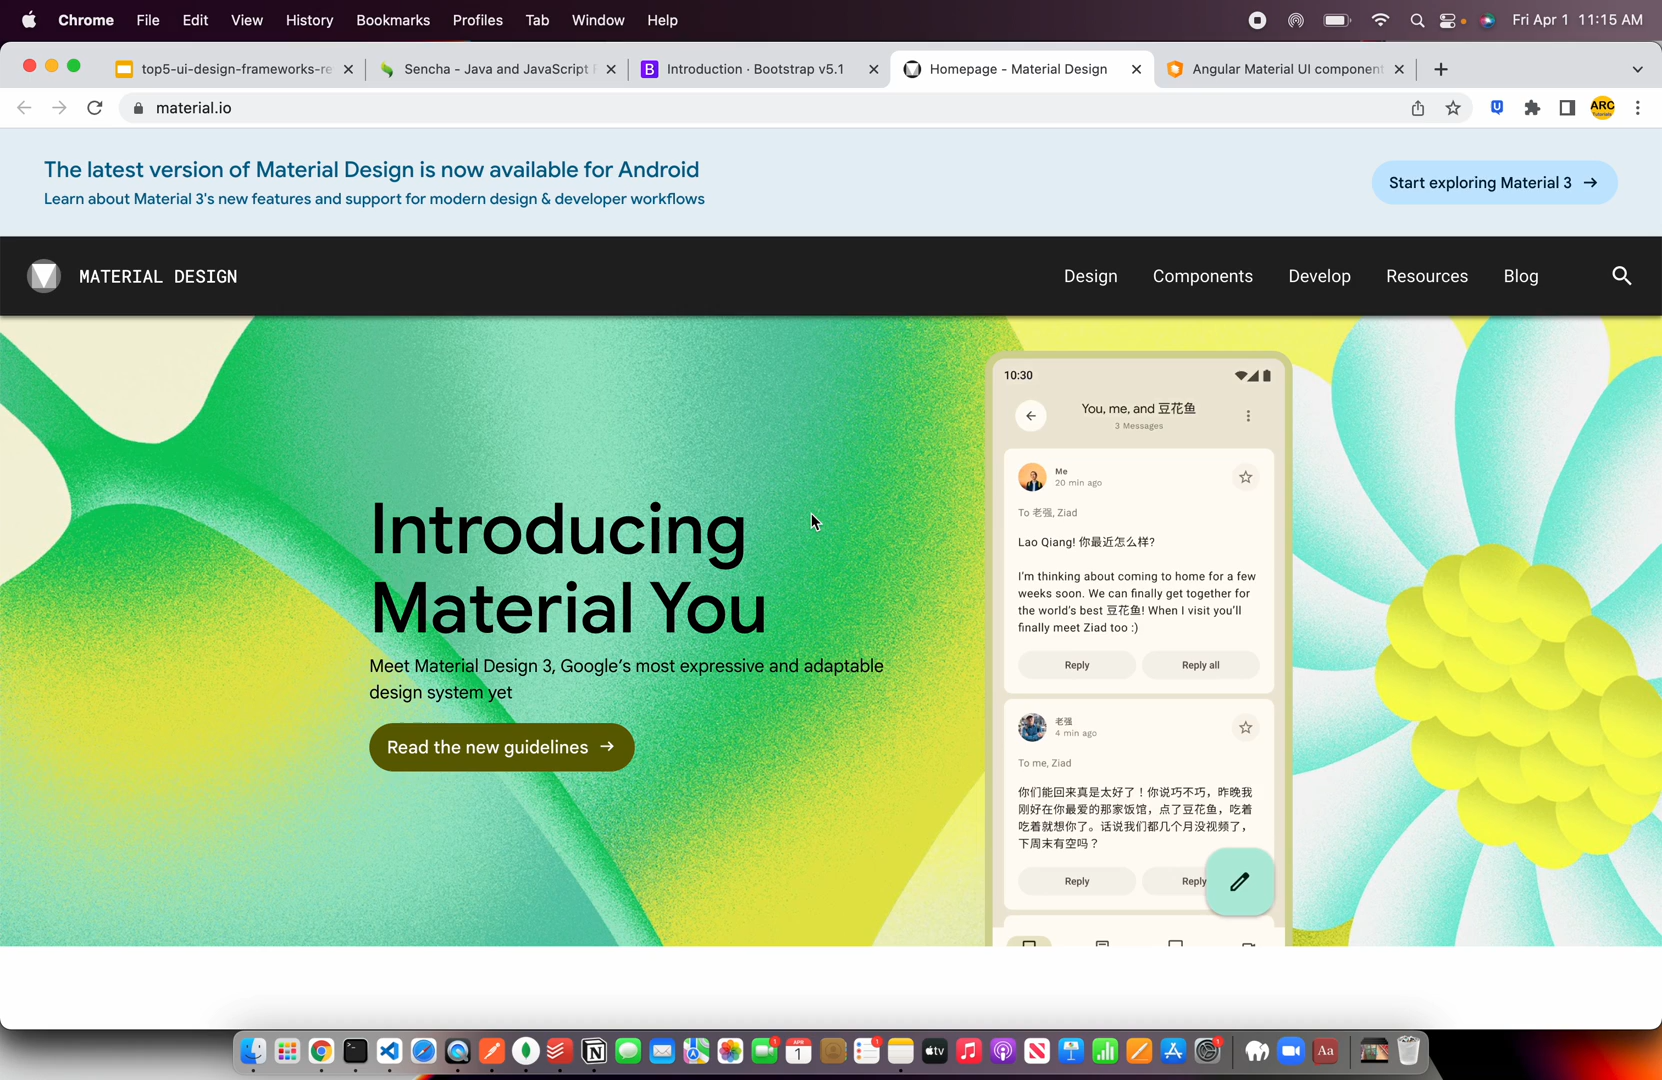 Chrome File Edit View History Bookmarks Profiles Tab Window Help Fri Apr 1 11:15 AM
top5-ui-design-frameworks-re Sencha - Java and JavaScript F Introduction · Bootstrap v5.1 Homepage - Material Design Angular Material UI component
material.io ARC
The latest version of Material Design is now available for Android
Learn about Material 3's new features and support for modern design & developer workflows
Start exploring Material 3 →
MATERIAL DESIGN Design Components Develop Resources Blog
Introducing
Material You
Meet Material Design 3, Google's most expressive and adaptable
design system yet
Read the new guidelines →
10:30
You, me, and 豆花鱼
3 Messages
Me
20 min ago
To 老强, Ziad
Lao Qiang! 你最近怎么样?
I'm thinking about coming to home for a few
weeks soon. We can finally get together for
the world's best 豆花鱼! When I visit you'll
finally meet Ziad too :)
Reply Reply all
老强
4 min ago
To me, Ziad
你们能回来真是太好了！你说巧不巧，昨晚我
刚好在你最爱的那家饭馆，点了豆花鱼，吃着
吃着就想你了。话说我们都几个月没视频了，
下周末有空吗？
Reply Reply
APR
1
tv
Aa